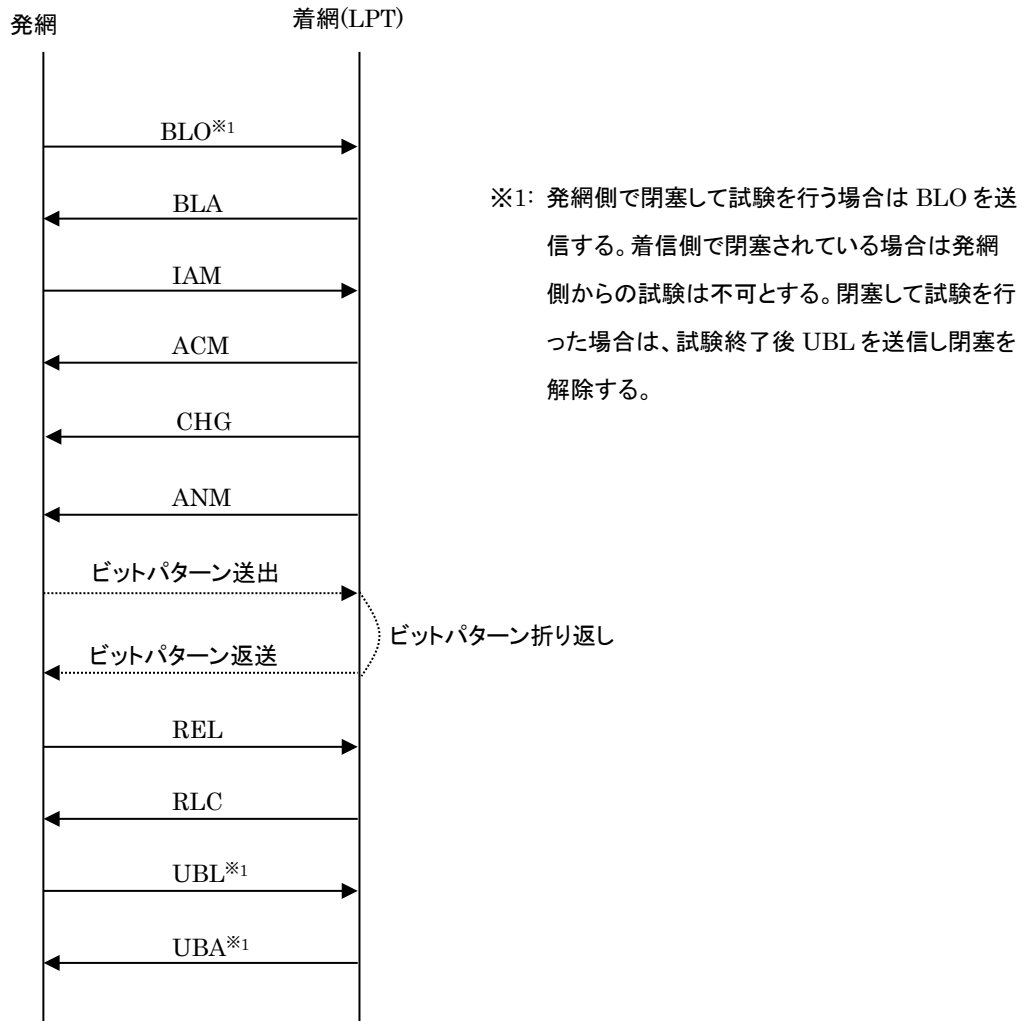 発網
着網(LPT)
BLO※1
BLA
IAM
ACM
CHG
ANM
ビットパターン送出
ビットパターン折り返し
ビットパターン返送
REL
RLC
UBL※1
UBA※1
※1: 発網側で閉塞して試験を行う場合は BLO を送
信する。着信側で閉塞されている場合は発網
側からの試験は不可とする。閉塞して試験を行
った場合は、試験終了後 UBL を送信し閉塞を
解除する。